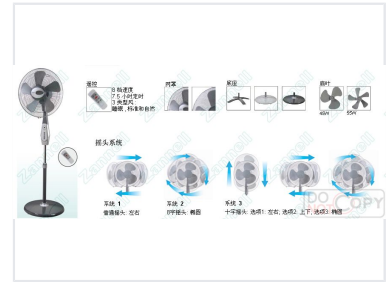 遥控
8 档速度
7.5 小时定时
3 类型风:
睡眠, 标准和自然
网罩
底座
扇叶
摇头系统
系统 1
普通摇头: 左右
系统 2
8字摇头: 椭圆
系统 3
十字摇头: 选项1: 左右, 选项2: 上下, 选项3: 椭圆
DO NOT COPY